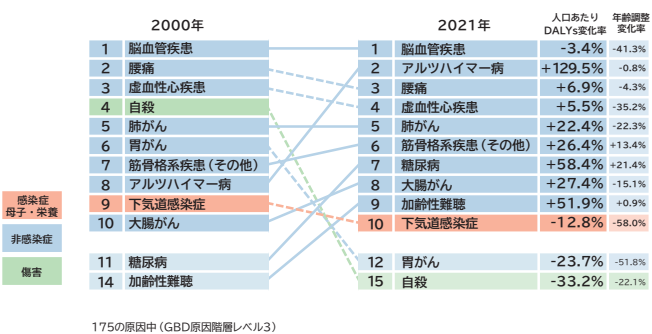 2000年
2021年
人口あたり
DALYs変化率
年齢調整
変化率
1 脳血管疾患
1 脳血管疾患 -3.4% -41.3%
2 腰痛
2 アルツハイマー病 +129.5% -0.8%
3 虚血性心疾患
3 腰痛 +6.9% -4.3%
4 自殺
4 虚血性心疾患 +5.5% -35.2%
5 肺がん
5 肺がん +22.4% -22.3%
6 胃がん
6 筋骨格系疾患（その他） +26.4% +13.4%
7 筋骨格系疾患（その他）
7 糖尿病 +58.4% +21.4%
8 アルツハイマー病
8 大腸がん +27.4% -15.1%
9 下気道感染症
9 加齢性難聴 +51.9% +0.9%
10 大腸がん
10 下気道感染症 -12.8% -58.0%
11 糖尿病
12 胃がん -23.7% -51.8%
14 加齢性難聴
15 自殺 -33.2% -22.1%
感染症
母子・栄養
非感染症
傷害
175の原因中（GBD原因階層レベル3）